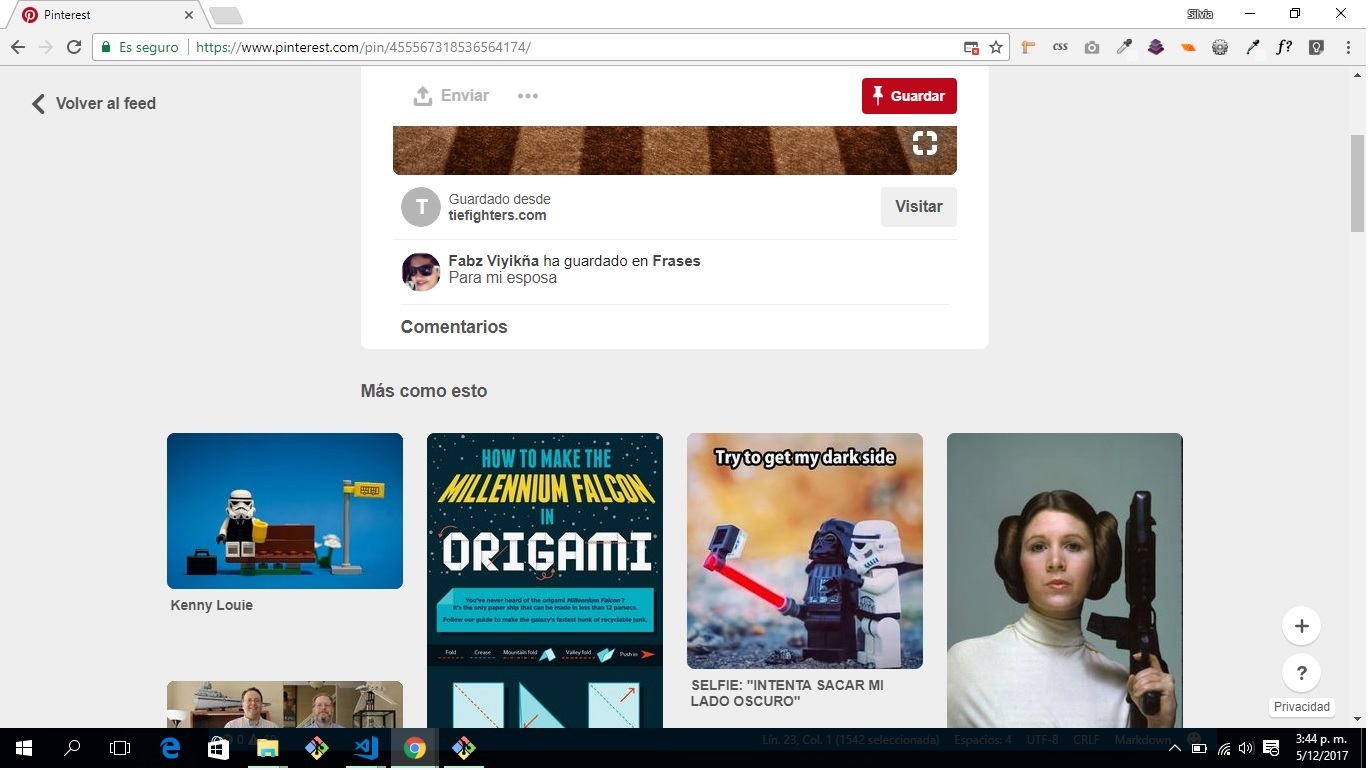 Pinterest
Silvia
Es seguro
https://www.pinterest.com/pin/455567318536564174/
css
f?
Volver al feed
Enviar
Guardar
T
Guardado desde
tiefighters.com
Visitar
Fabz Viyikña ha guardado en Frases
Para mi esposa
Comentarios
Más como esto
Kenny Louie
HOW TO MAKE THE
MILLENNIUM FALCON
IN
ORIGAMI
You've never heard of the origami Millennium Falcon?
It's the only paper ship that can be made in less than 12 parsecs.
Follow our guide to make the galaxy's fastest hunk of recyclable junk.
Fold Crease Mountain fold Valley fold Push in
Try to get my dark side
SELFIE: "INTENTA SACAR MI
LADO OSCURO"
+
?
Privacidad
Lín. 23, Col. 1 (1542 seleccionada) Espacios: 4 UTF-8 CRLF Markdown
3:44 p. m.
5/12/2017